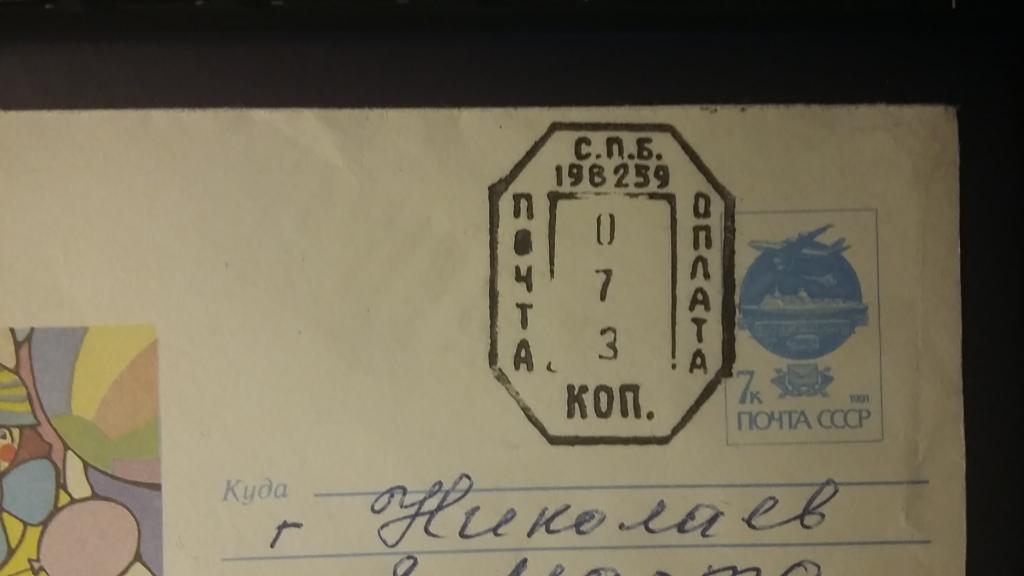 С.П.Б.
198259
ПОЧТА
0
7
3
ОПЛАТА
КОП.
7к
1991
ПОЧТА СССР
Куда
г Николаев